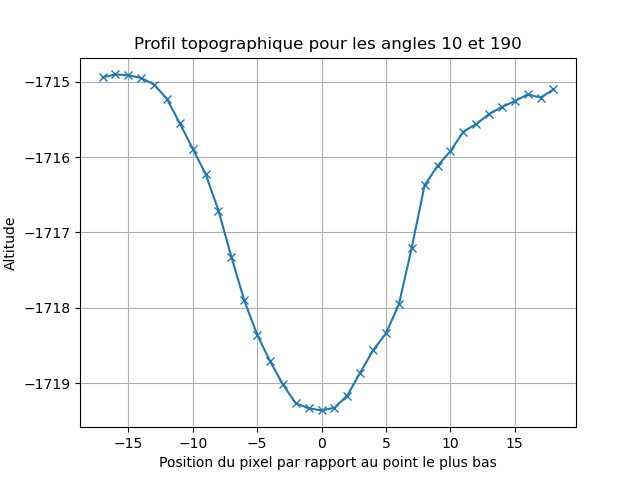 Profil topographique pour les angles 10 et 190
−1715
−1716
−1717
−1718
−1719
Altitude
−15 −10 −5 0 5 10 15
Position du pixel par rapport au point le plus bas